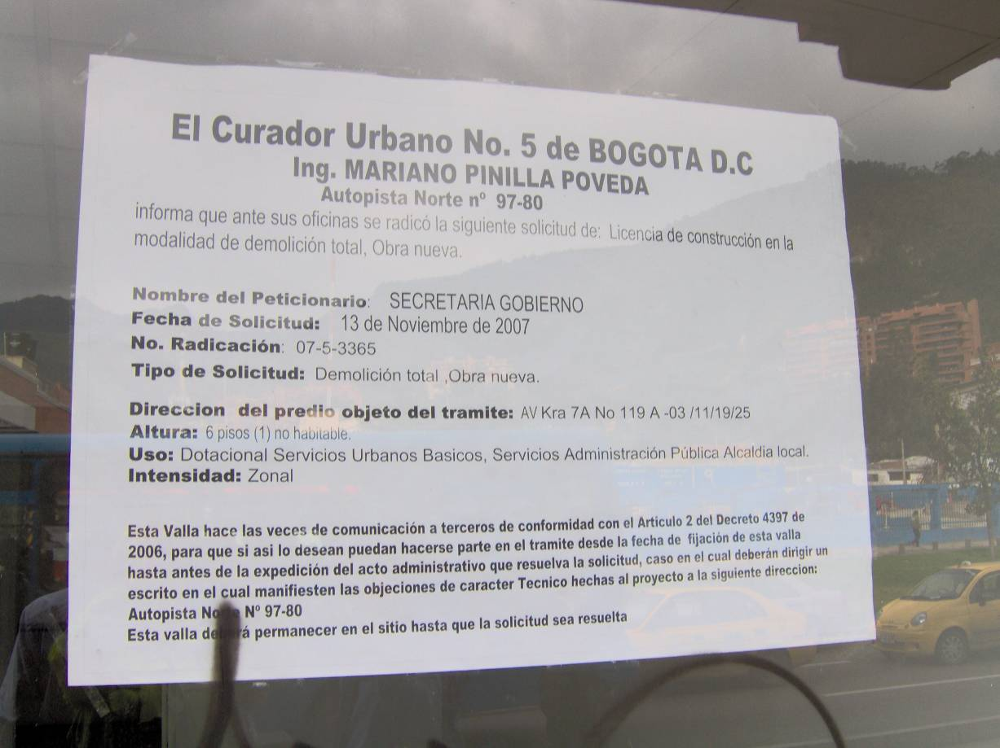 El Curador Urbano No. 5 de BOGOTA D.C
Ing. MARIANO PINILLA POVEDA
Autopista Norte nº 97-80
informa que ante sus oficinas se radicó la siguiente solicitud de: Licencia de construcción en la
modalidad de demolición total, Obra nueva.
Nombre del Peticionario: SECRETARIA GOBIERNO
Fecha de Solicitud: 13 de Noviembre de 2007
No. Radicación: 07-5-3365
Tipo de Solicitud: Demolición total ,Obra nueva.
Direccion del predio objeto del tramite: AV Kra 7A No 119 A -03 /11/19/25
Altura: 6 pisos (1) no habitable.
Uso: Dotacional Servicios Urbanos Basicos, Servicios Administración Pública Alcaldia local.
Intensidad: Zonal
Esta Valla hace las veces de comunicación a terceros de conformidad con el Articulo 2 del Decreto 4397 de
2006, para que si asi lo desean puedan hacerse parte en el tramite desde la fecha de fijación de esta valla
hasta antes de la expedición del acto administrativo que resuelva la solicitud, caso en el cual deberán dirigir un
escrito en el cual manifiesten las objeciones de caracter Tecnico hechas al proyecto a la siguiente direccion:
Autopista Norte Nº 97-80
Esta valla deberá permanecer en el sitio hasta que la solicitud sea resuelta